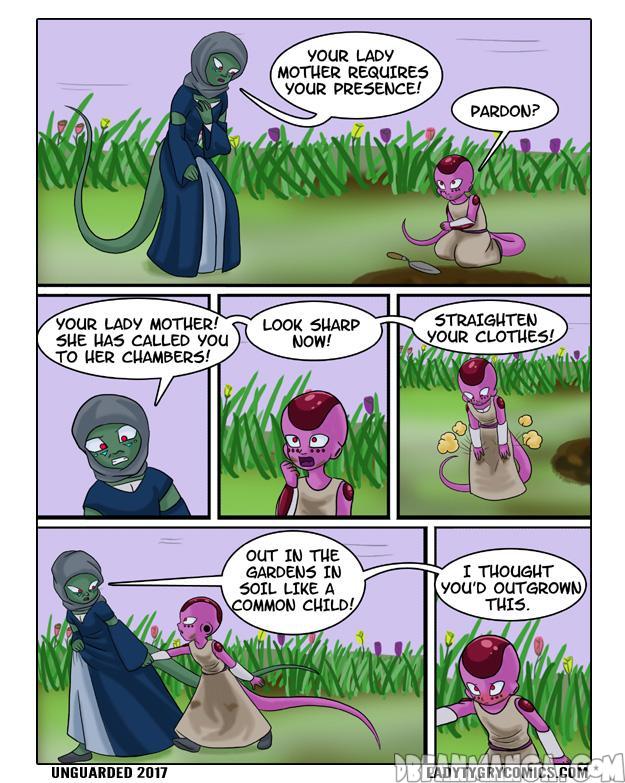 YOUR LADY
MOTHER REQUIRES
YOUR PRESENCE!
PARDON?
YOUR LADY MOTHER!
SHE HAS CALLED YOU
TO HER CHAMBERS!
LOOK SHARP
NOW!
STRAIGHTEN
YOUR CLOTHES!
OUT IN THE
GARDENS IN
SOIL LIKE A
COMMON CHILD!
I THOUGHT
YOU'D OUTGROWN
THIS.
UNGUARDED 2017
LADYTYGRYCOMICS.COM
DBFANMANGA.COM